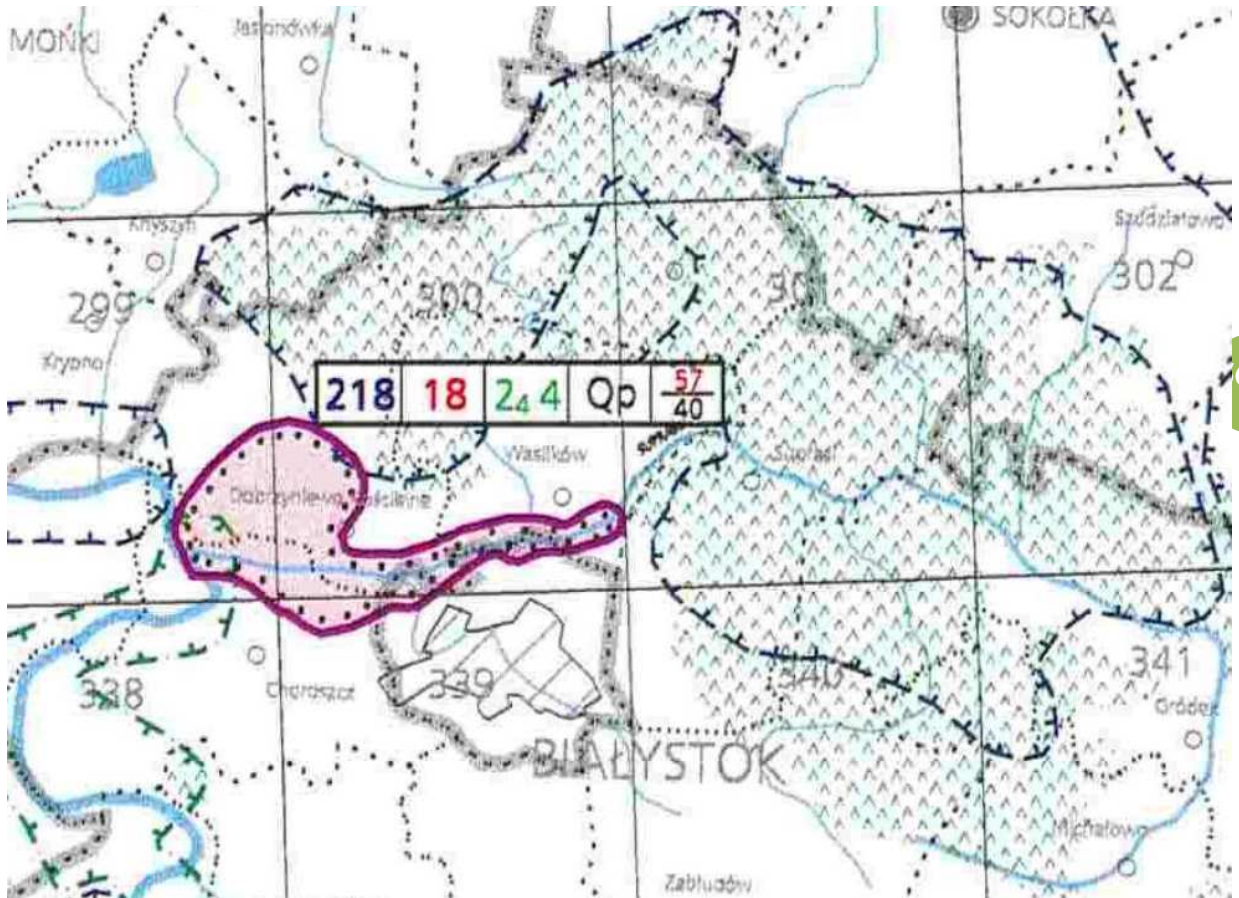 MOŃKI
Jasionówka
SOKÓŁKA
Knyszyn
Szudziałowo
299
300
302
Krypno
218 18 2₄ 4 Qp 57/40
Wasilków
Supraśl
Dobrzyniewo Kościelne
338
Choroszcz
339
340
341
Gródek
BIAŁYSTOK
Michałowo
Zabłudów